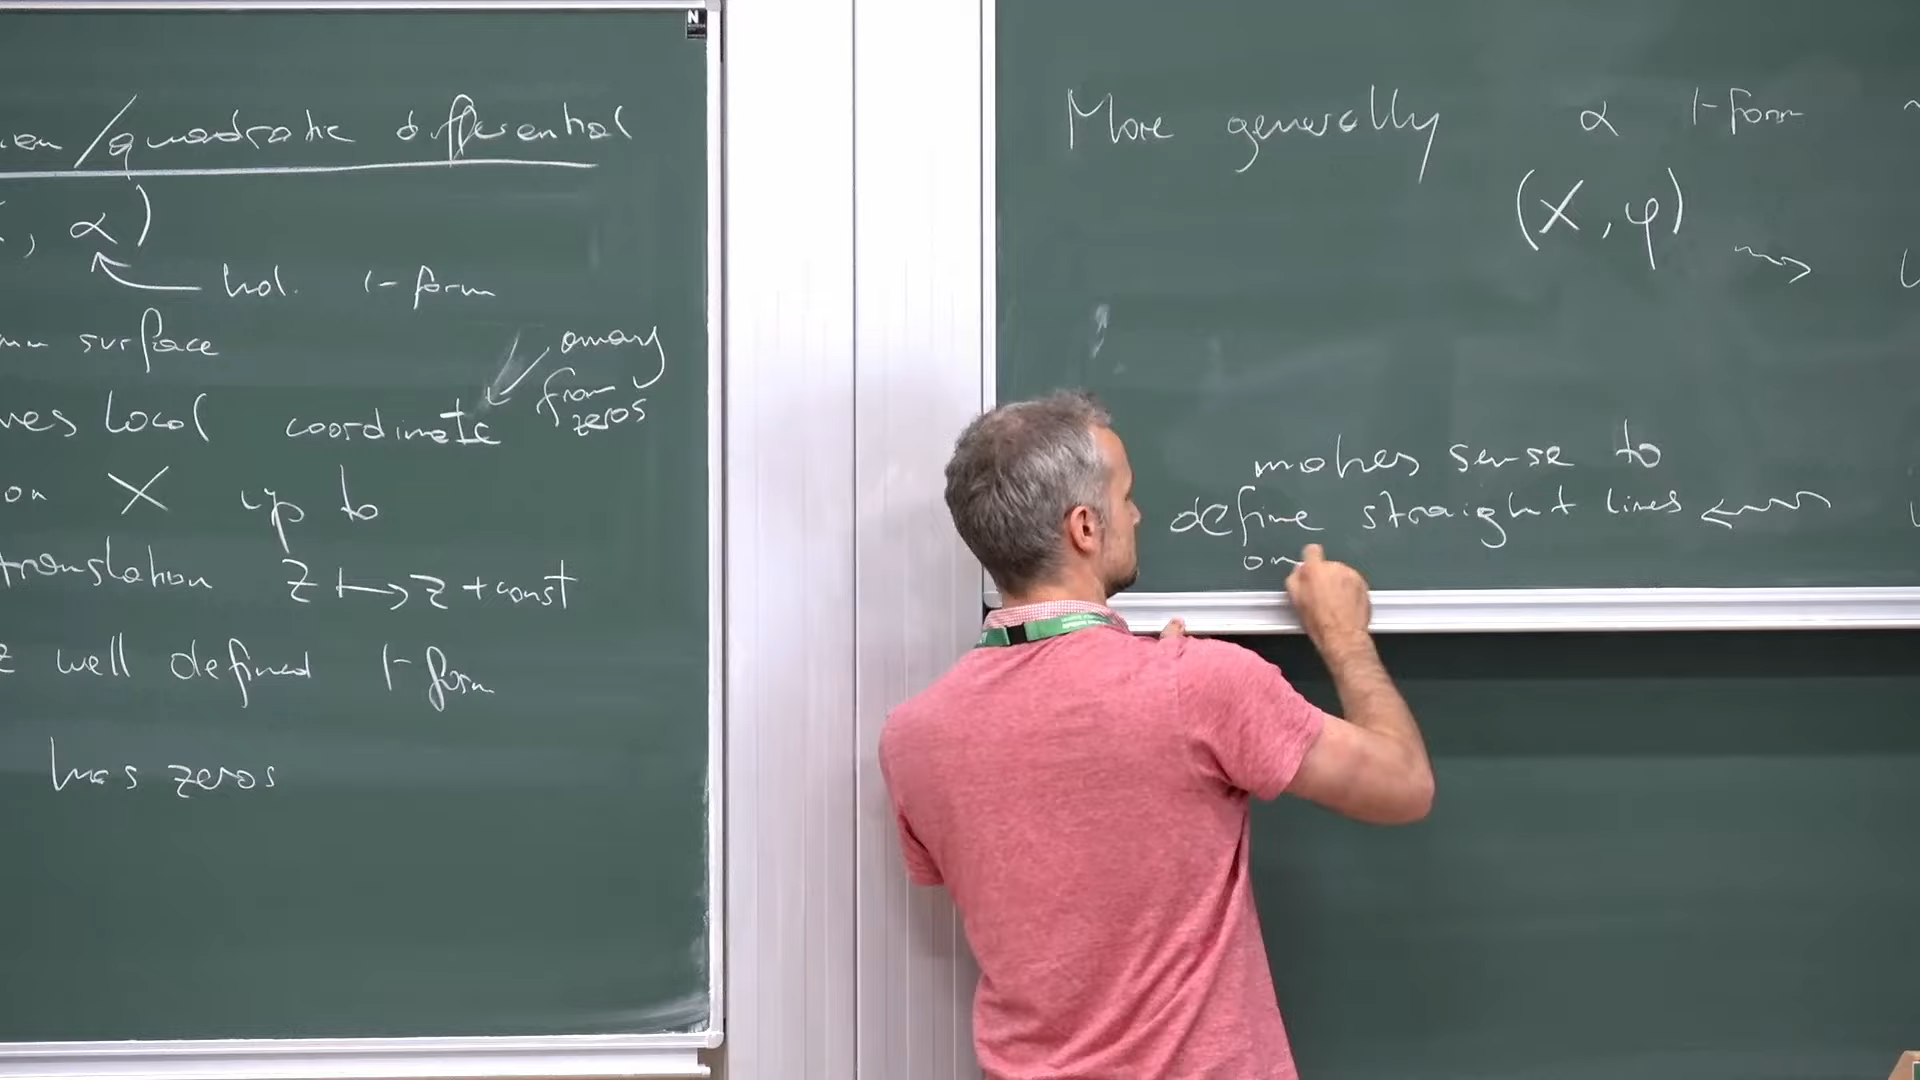 /quadratic differential
, α)
hol. 1-form
surface
away
from
zeros
local coordinate
on X up to
translation z ↦ z + const
well defined 1-form
has zeros
More generally α 1-form
(X, φ)
makes sense to
define straight lines
on